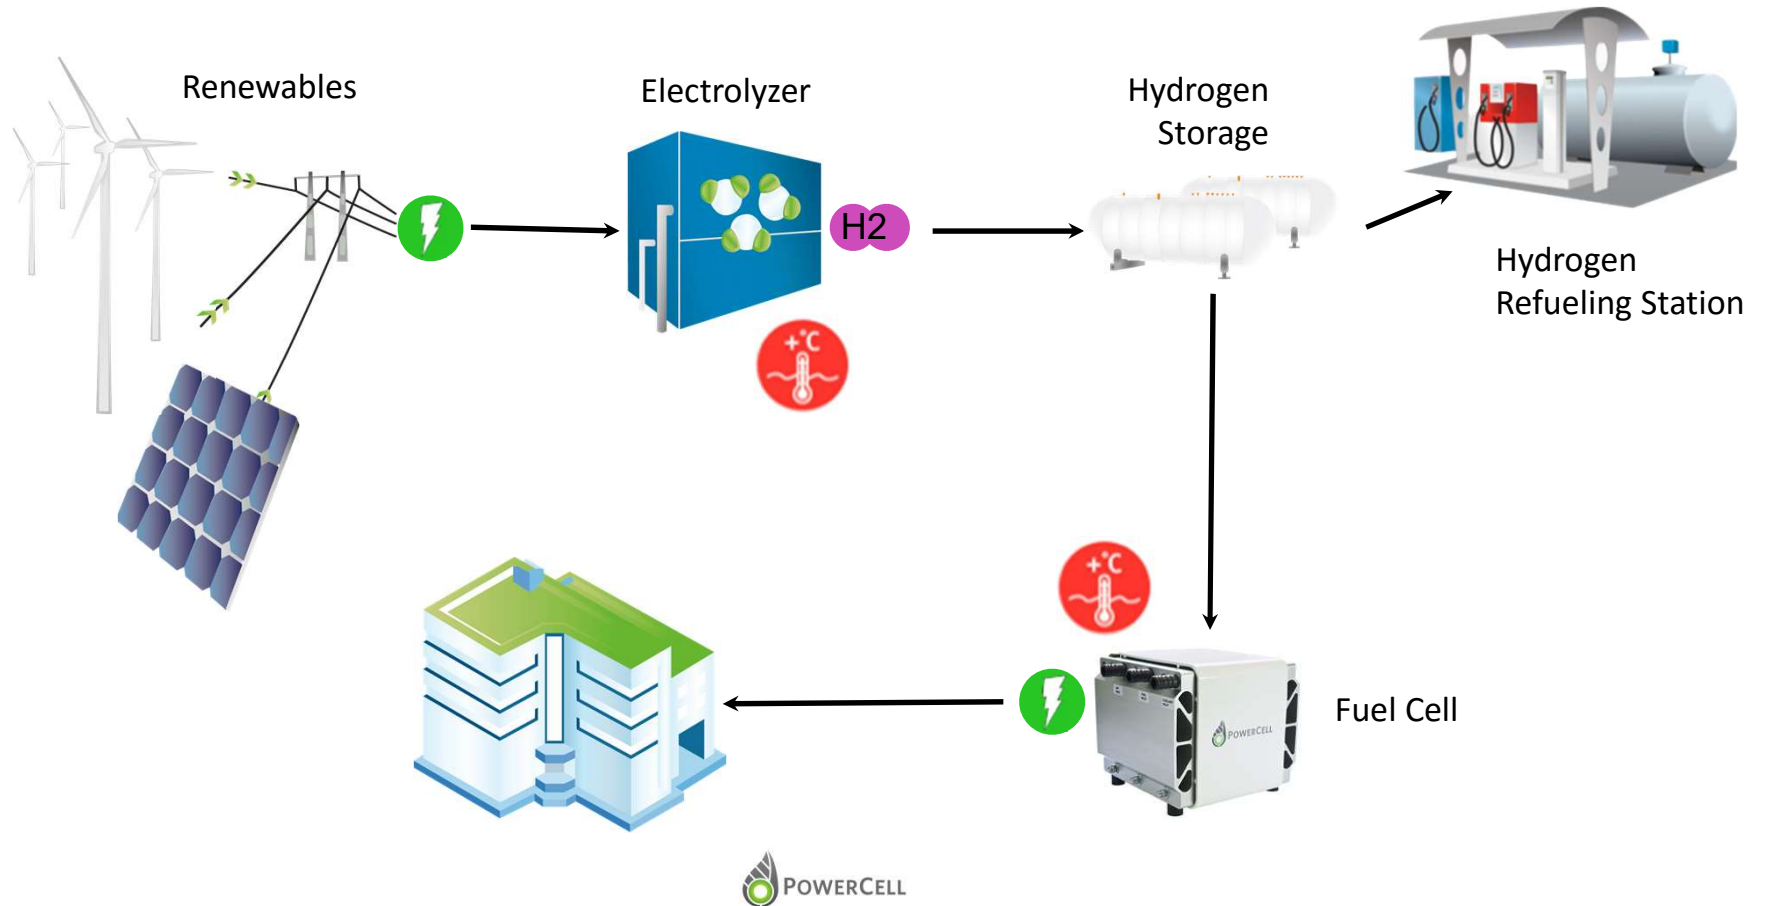 Renewables
Electrolyzer
Hydrogen
Storage
H2
Hydrogen
Refueling Station
+°C
+°C
Fuel Cell
POWERCELL
POWERCELL